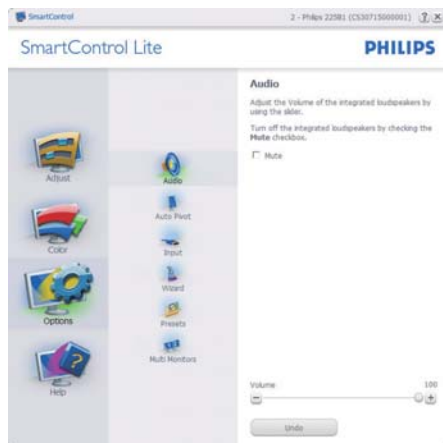 SmartControl
2 - Philips 225B1 (CS30715000001)
SmartControl Lite
PHILIPS
Adjust
Color
Options
Help
Audio
Auto Pivot
Input
Wizard
Presets
Multi Monitors
Audio
Adjust the Volume of the integrated loudspeakers by
using the slider.
Turn off the integrated loudspeakers by checking the
Mute checkbox.
Mute
Volume
100
Undo